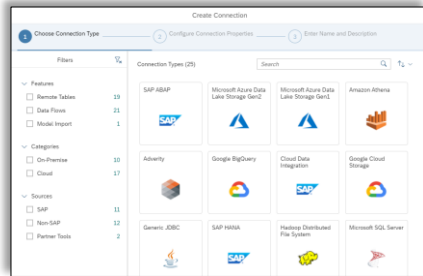 Create Connection
1 Choose Connection Type
2 Configure Connection Properties
3 Enter Name and Description
Filters
Connection Types (25)
Search
Features
Remote Tables 19
Data Flows 21
Model Import 1
Categories
On-Premise 10
Cloud 17
Sources
SAP 11
Non-SAP 12
Partner Tools 2
SAP ABAP
SAP
Microsoft Azure Data Lake Storage Gen2
Microsoft Azure Data Lake Storage Gen1
Amazon Athena
Adverity
Google BigQuery
Cloud Data Integration
SAP
Google Cloud Storage
Generic JDBC
SAP HANA
SAP
Hadoop Distributed File System
Microsoft SQL Server